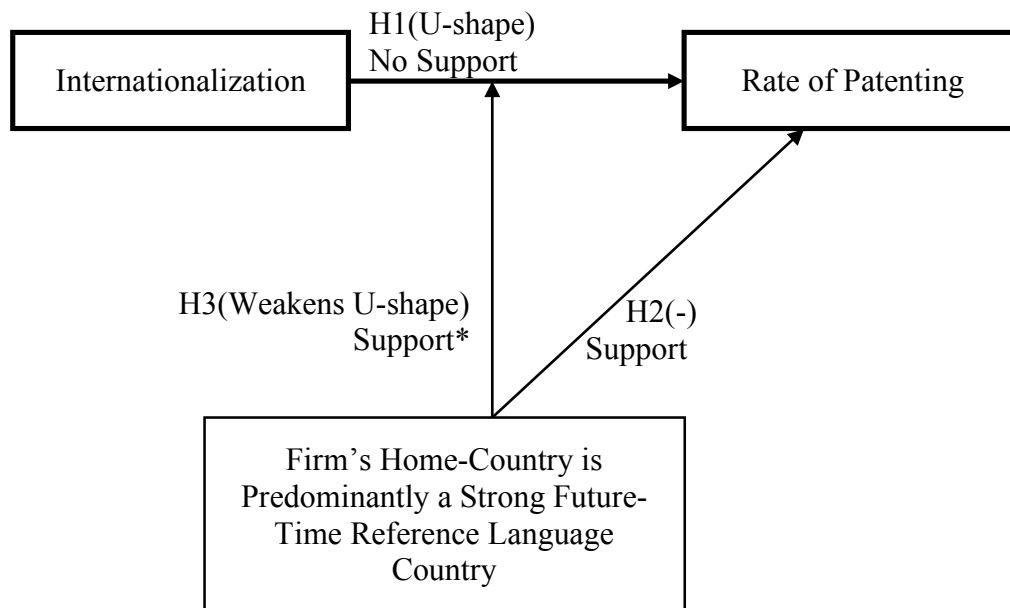 H1(U-shape)
No Support
Internationalization
Rate of Patenting
H3(Weakens U-shape)
Support*
H2(-)
Support
Firm’s Home-Country is
Predominantly a Strong Future-
Time Reference Language
Country